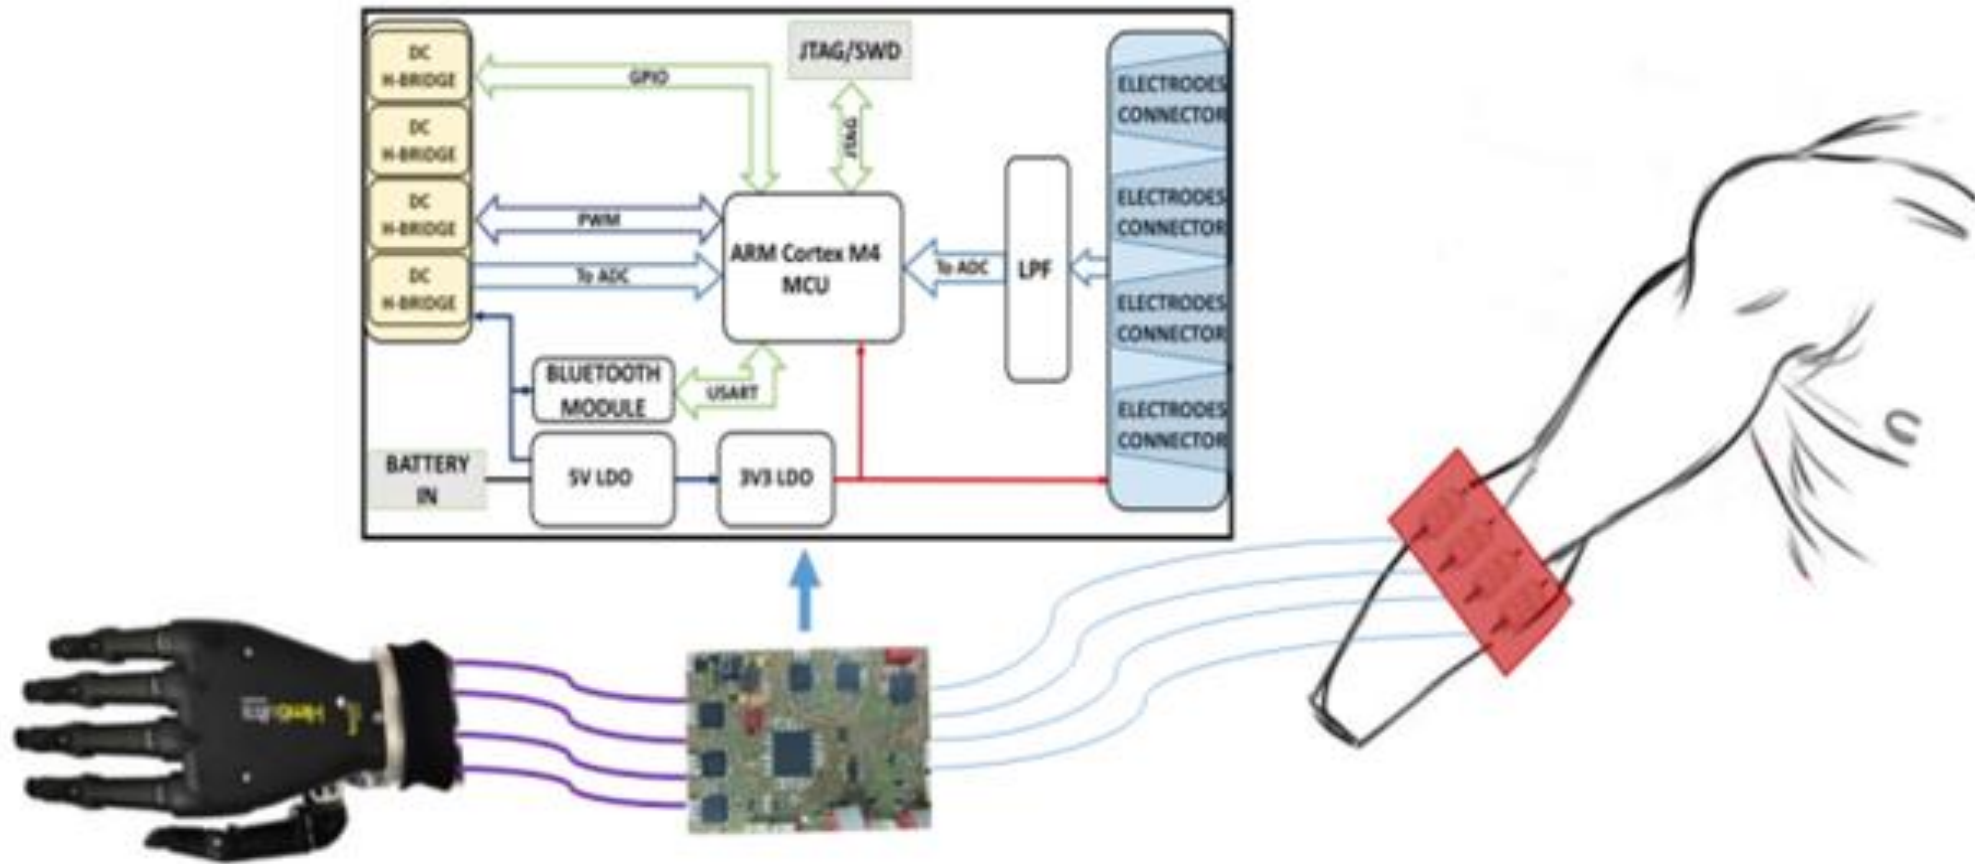 DC
H-BRIDGE
DC
H-BRIDGE
DC
H-BRIDGE
DC
H-BRIDGE
GPIO
JTAG/SWD
JTAG
PWM
To ADC
ARM Cortex M4
MCU
To ADC
LPF
ELECTRODES
CONNECTOR
ELECTRODES
CONNECTOR
ELECTRODES
CONNECTOR
ELECTRODES
CONNECTOR
BLUETOOTH
MODULE
USART
BATTERY
IN
5V LDO
3V3 LDO